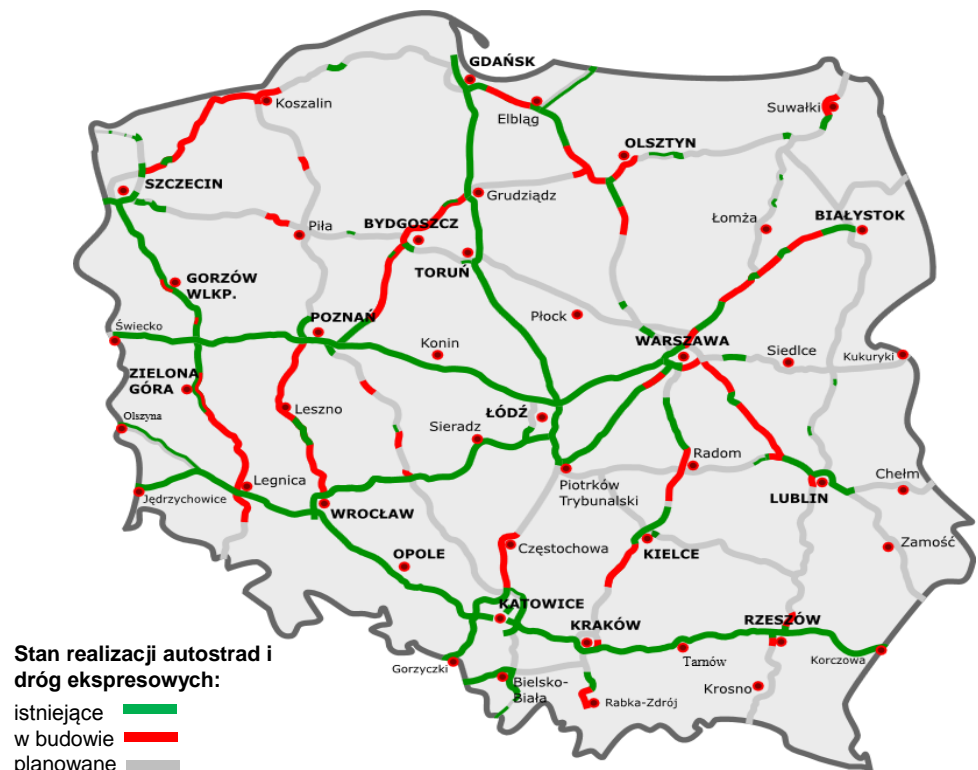 GDAŃSK
Koszalin
Elbląg
Suwałki
OLSZTYN
SZCZECIN
Grudziądz
Łomża
BIAŁYSTOK
Piła
BYDGOSZCZ
TORUŃ
GORZÓW
WLKP.
Płock
POZNAŃ
Świecko
Konin
WARSZAWA
Siedlce
Kukuryki
ZIELONA
GÓRA
Leszno
ŁÓDŹ
Olszyna
Sieradz
Radom
Piotrków
Trybunalski
Chełm
Legnica
Jędrzychowice
WROCŁAW
LUBLIN
Częstochowa
KIELCE
Zamość
OPOLE
KATOWICE
KRAKÓW
RZESZÓW
Tarnów
Korczowa
Gorzyczki
Bielsko-
Biała
Rabka-Zdrój
Krosno
Stan realizacji autostrad i
dróg ekspresowych:
istniejące
w budowie
planowane